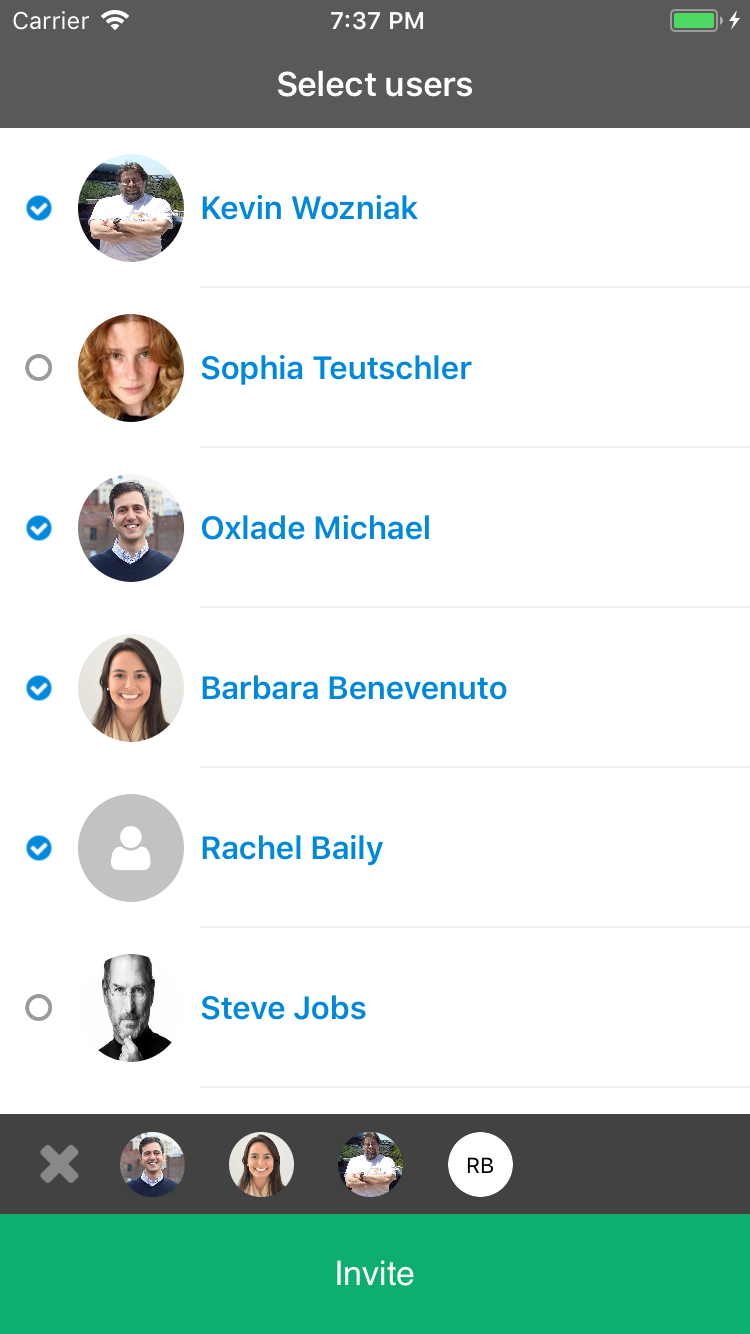 Carrier 7:37 PM
Select users
Kevin Wozniak
Sophia Teutschler
Oxlade Michael
Barbara Benevenuto
Rachel Baily
Steve Jobs
RB
Invite